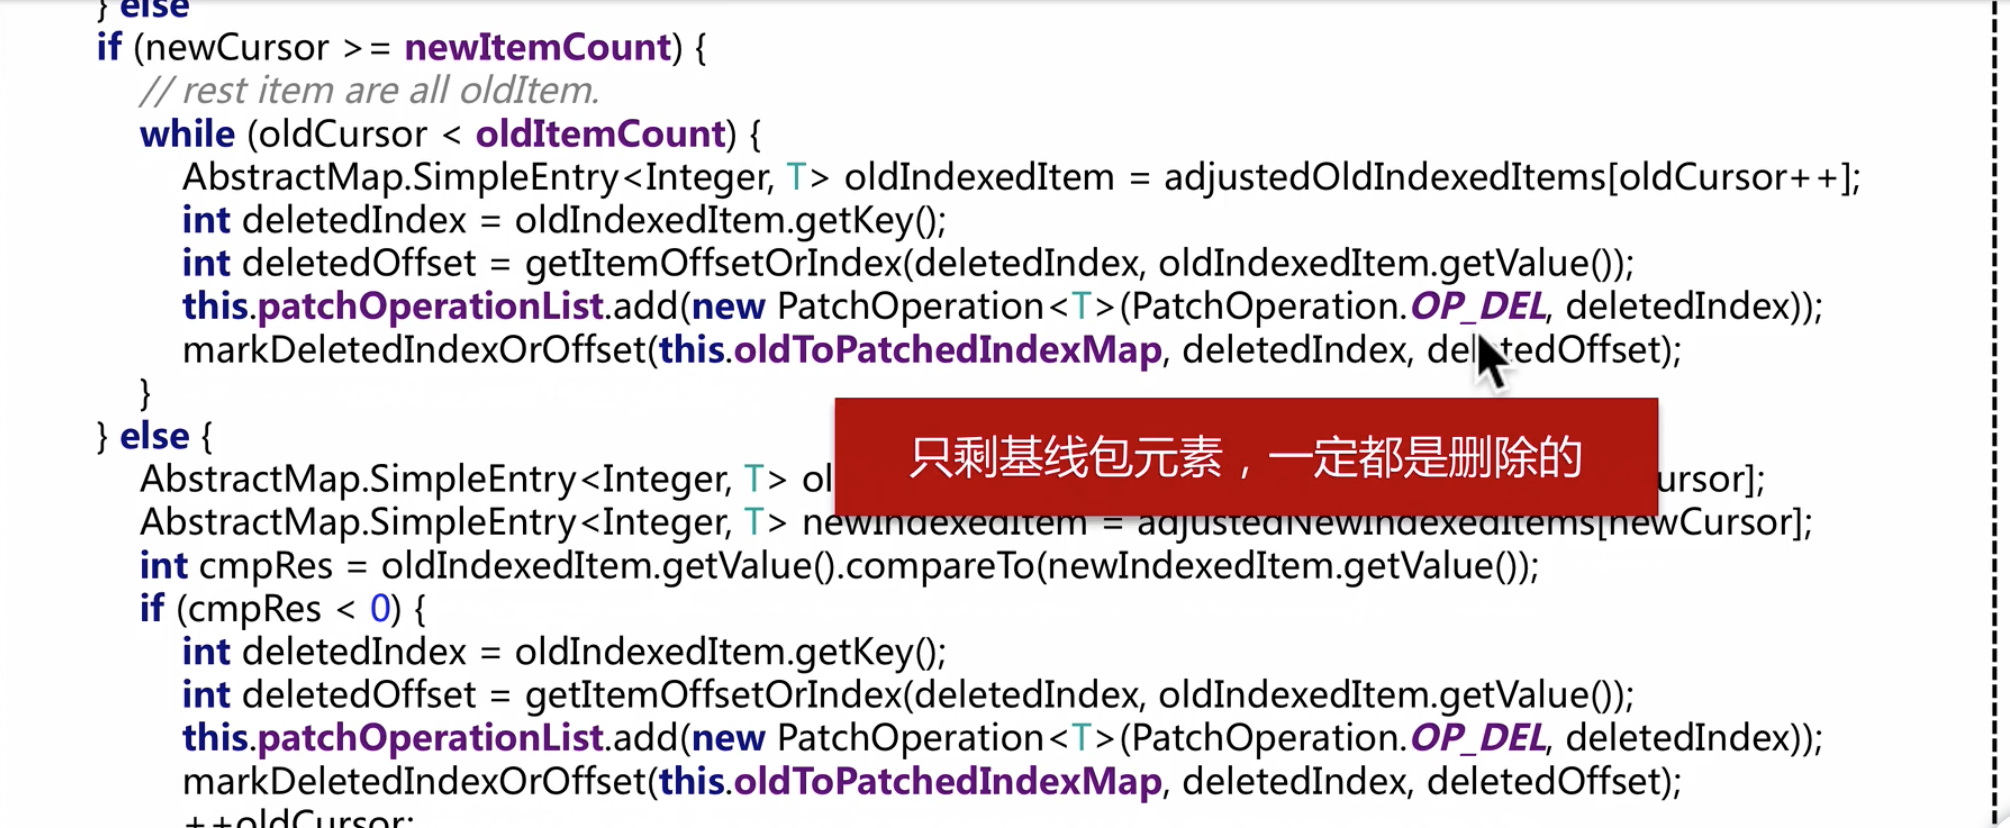 } else
if (newCursor >= newItemCount) {
// rest item are all oldItem.
while (oldCursor < oldItemCount) {
AbstractMap.SimpleEntry<Integer, T> oldIndexedItem = adjustedOldIndexedItems[oldCursor++];
int deletedIndex = oldIndexedItem.getKey();
int deletedOffset = getItemOffsetOrIndex(deletedIndex, oldIndexedItem.getValue());
this.patchOperationList.add(new PatchOperation<T>(PatchOperation.OP_DEL, deletedIndex));
markDeletedIndexOrOffset(this.oldToPatchedIndexMap, deletedIndex, deletedOffset);
}
} else {
只剩基线包元素，一定都是删除的
AbstractMap.SimpleEntry<Integer, T> ol ursor];
AbstractMap.SimpleEntry<Integer, T> newIndexedItem = adjustedNewIndexedItems[newCursor];
int cmpRes = oldIndexedItem.getValue().compareTo(newIndexedItem.getValue());
if (cmpRes < 0) {
int deletedIndex = oldIndexedItem.getKey();
int deletedOffset = getItemOffsetOrIndex(deletedIndex, oldIndexedItem.getValue());
this.patchOperationList.add(new PatchOperation<T>(PatchOperation.OP_DEL, deletedIndex));
markDeletedIndexOrOffset(this.oldToPatchedIndexMap, deletedIndex, deletedOffset);
++oldCursor;